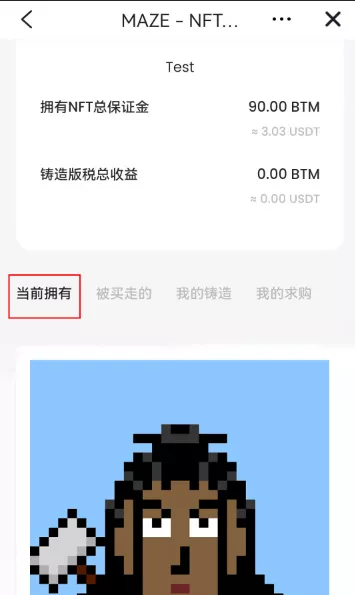 MAZE - NFT...
Test
拥有NFT总保证金 90.00 BTM
≈ 3.03 USDT
铸造版税总收益 0.00 BTM
≈ 0.00 USDT
当前拥有 被买走的 我的铸造 我的求购